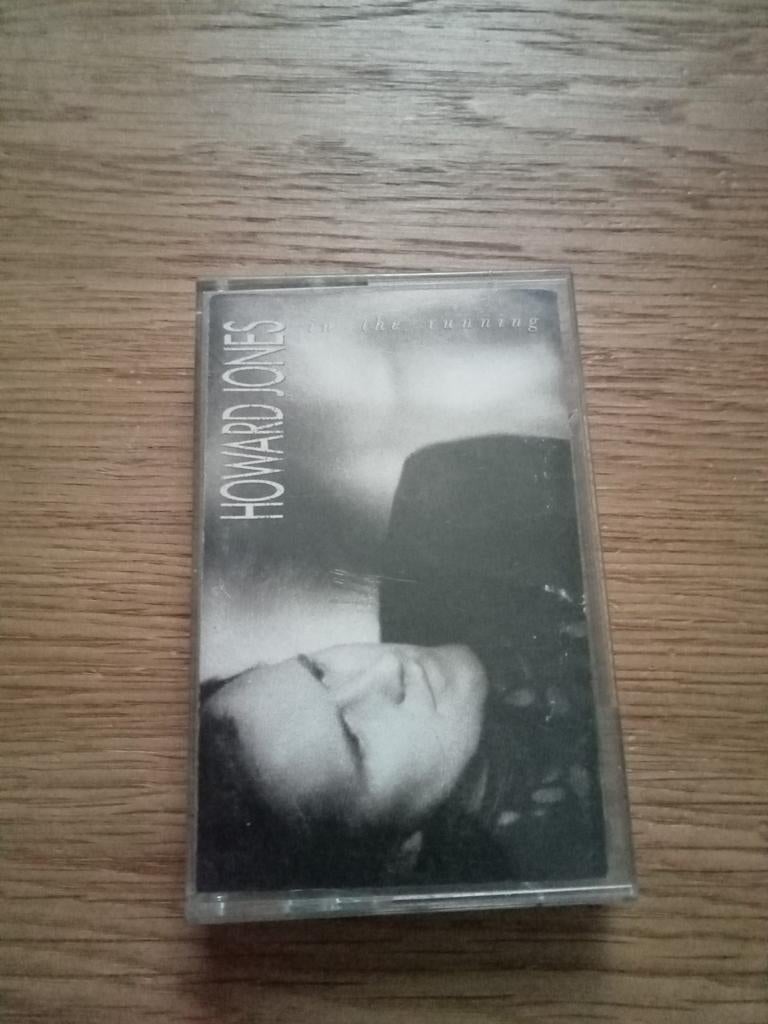 HOWARD JONES
in the running